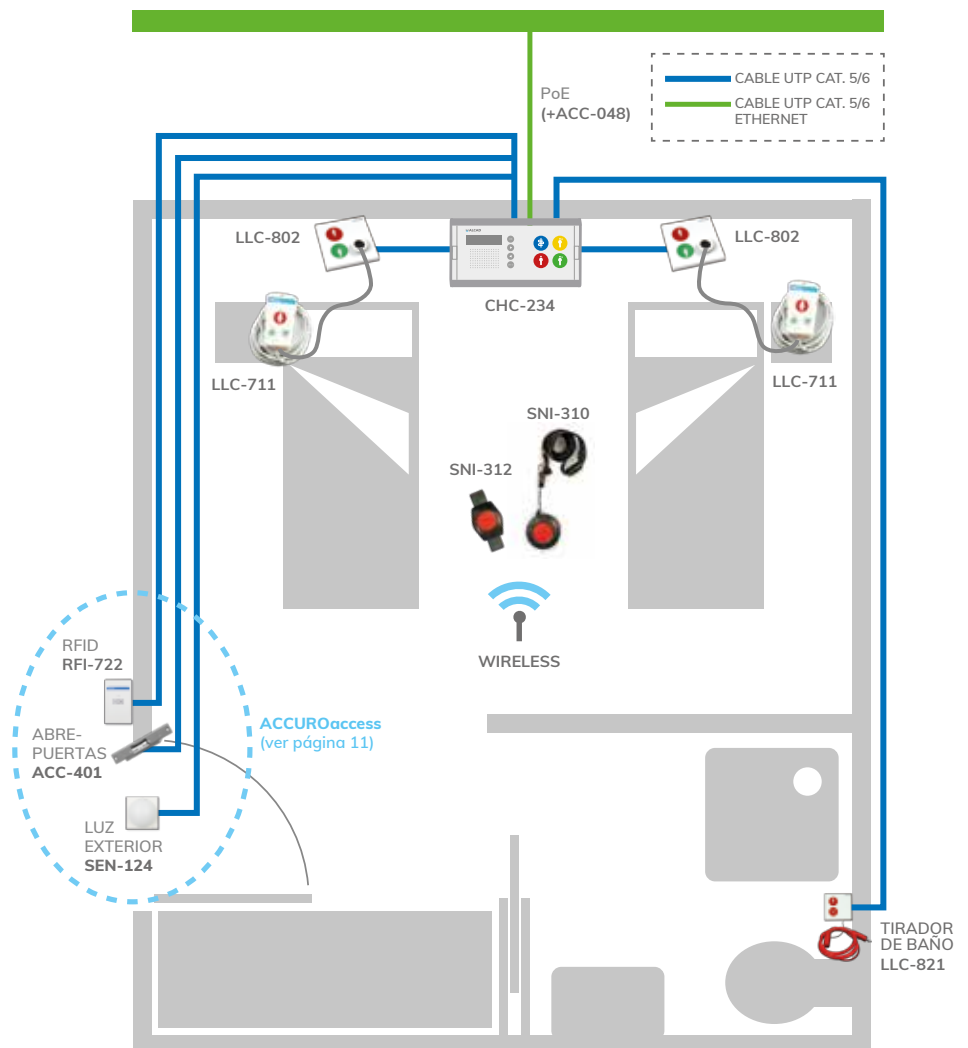 PoE
(+ACC-048)
CABLE UTP CAT. 5/6
CABLE UTP CAT. 5/6
ETHERNET
LLC-802
LLC-802
CHC-234
LLC-711
LLC-711
SNI-310
SNI-312
WIRELESS
RFID
RFI-722
ABRE-
PUERTAS
ACC-401
ACCUROaccess
(ver página 11)
LUZ
EXTERIOR
SEN-124
TIRADOR
DE BAÑO
LLC-821